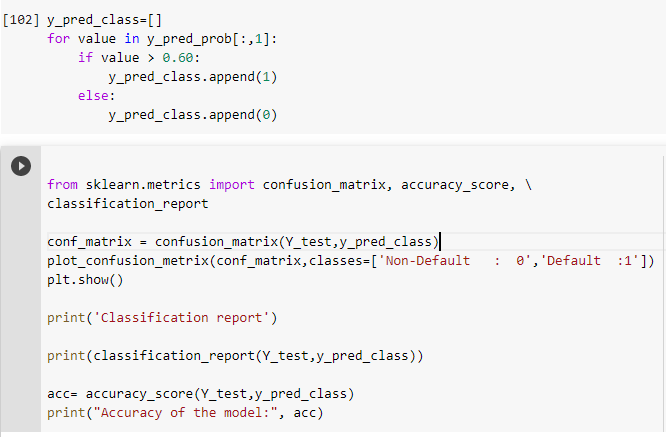 [102] y_pred_class=[]
for value in y_pred_prob[:,1]:
    if value > 0.60:
        y_pred_class.append(1)
    else:
        y_pred_class.append(0)
from sklearn.metrics import confusion_matrix, accuracy_score, \
classification_report
conf_matrix = confusion_matrix(Y_test,y_pred_class)
plot_confusion_metrix(conf_matrix,classes=['Non-Default   :  0','Default  :1'])
plt.show()
print('Classification report')
print(classification_report(Y_test,y_pred_class))
acc= accuracy_score(Y_test,y_pred_class)
print("Accuracy of the model:", acc)